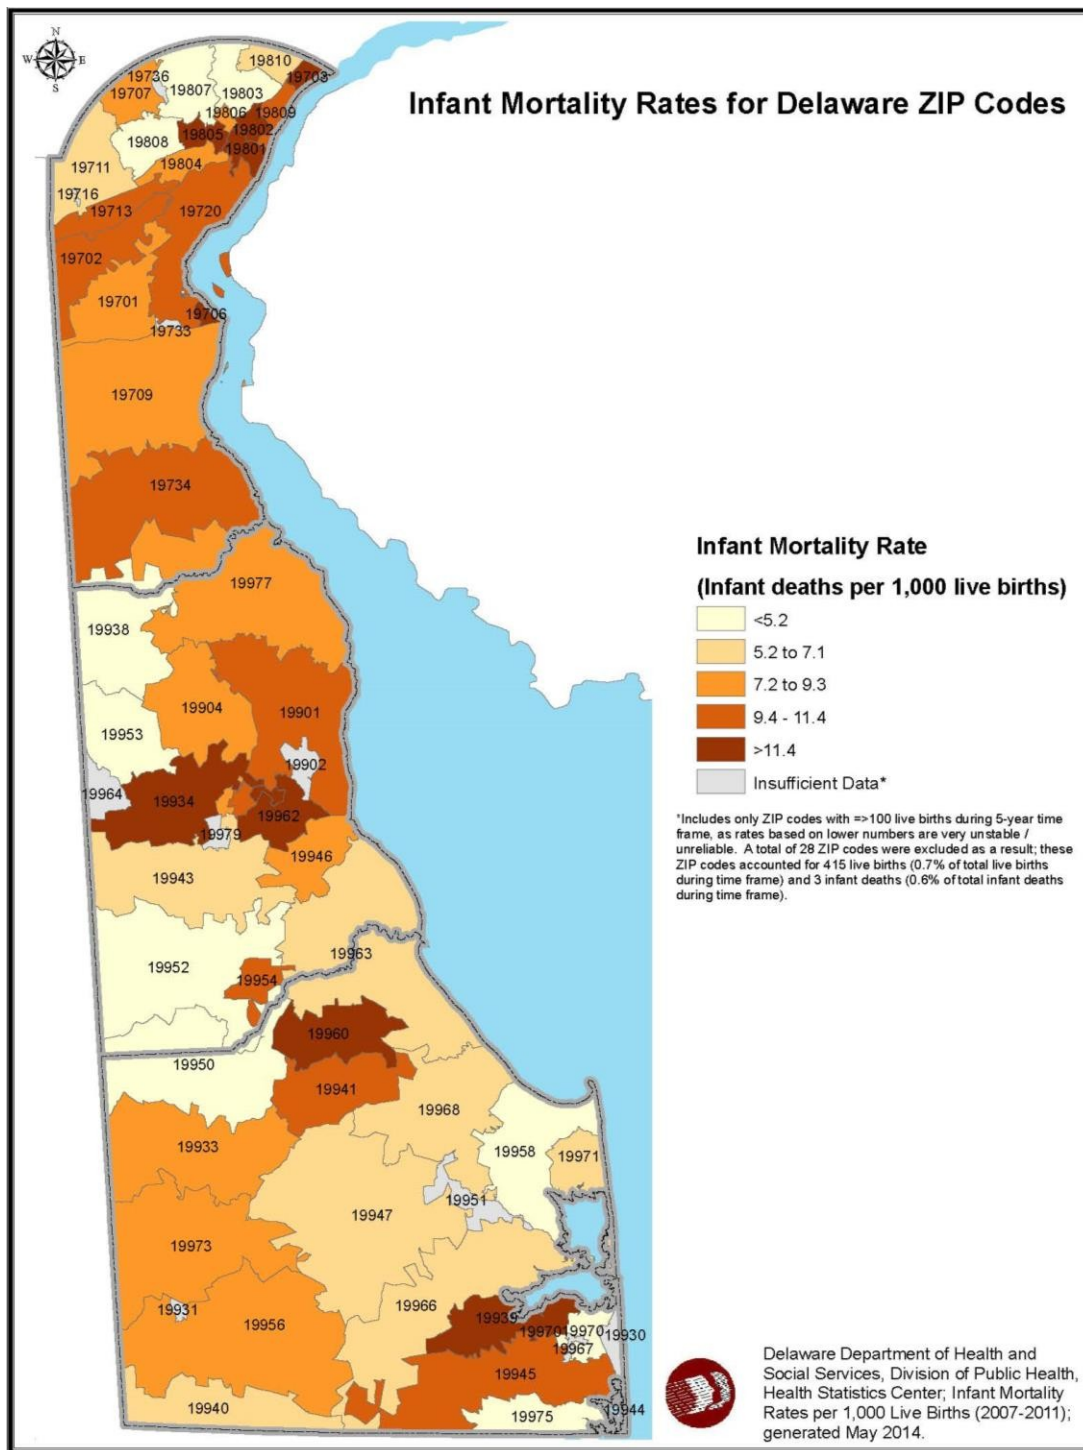 N
W E
S
Infant Mortality Rates for Delaware ZIP Codes
19810
19736
19703
19707
19807
19803
19806
19809
19805
19802
19808
19801
19804
19711
19716
19713
19720
19702
19701
19706
19733
19709
19734
19977
19938
19904
19901
19953
19902
19964
19934
19962
19979
19946
19943
19963
19952
19954
19960
19950
19941
19968
19933
19958
19971
19951
19947
19973
19966
19931
19956
19939
19970
19970
19930
19967
19945
19940
19975
19944
Infant Mortality Rate
(Infant deaths per 1,000 live births)
<5.2
5.2 to 7.1
7.2 to 9.3
9.4 - 11.4
>11.4
Insufficient Data*
*Includes only ZIP codes with =>100 live births during 5-year time
frame, as rates based on lower numbers are very unstable /
unreliable. A total of 28 ZIP codes were excluded as a result; these
ZIP codes accounted for 415 live births (0.7% of total live births
during time frame) and 3 infant deaths (0.6% of total infant deaths
during time frame).
Delaware Department of Health and
Social Services, Division of Public Health,
Health Statistics Center; Infant Mortality
Rates per 1,000 Live Births (2007-2011);
generated May 2014.